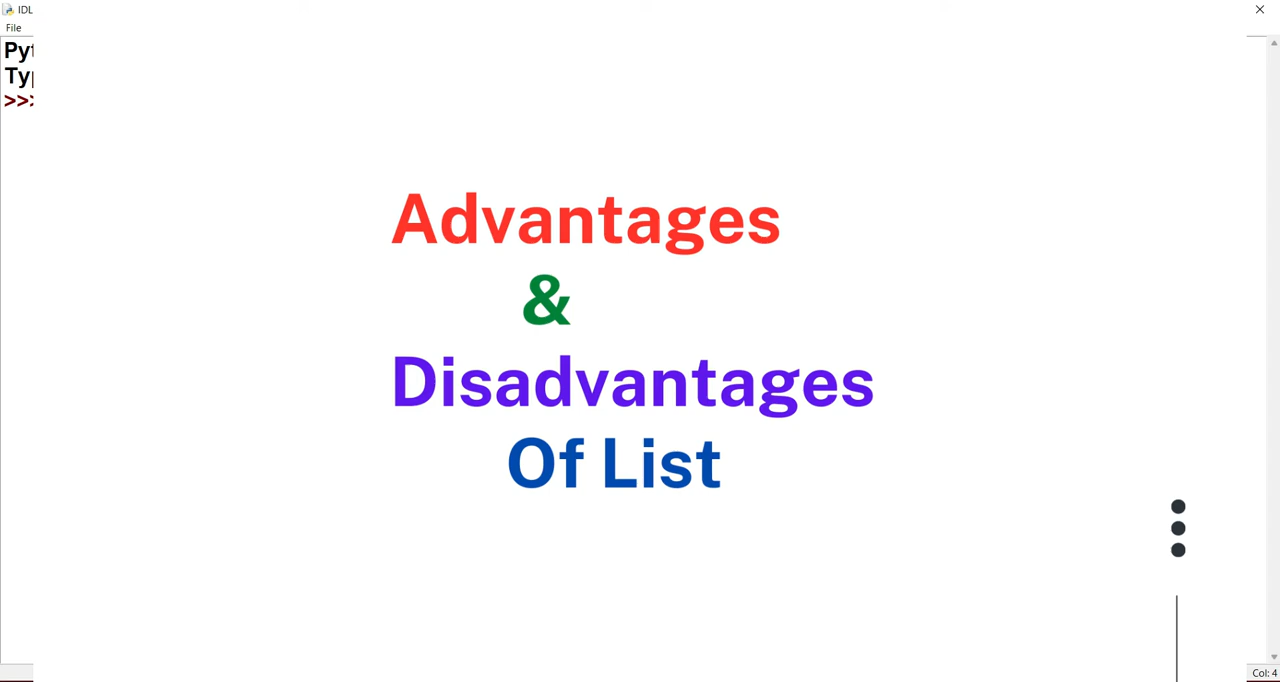 IDL
File
Advantages
&
Disadvantages
Of List
>>>
Col: 4